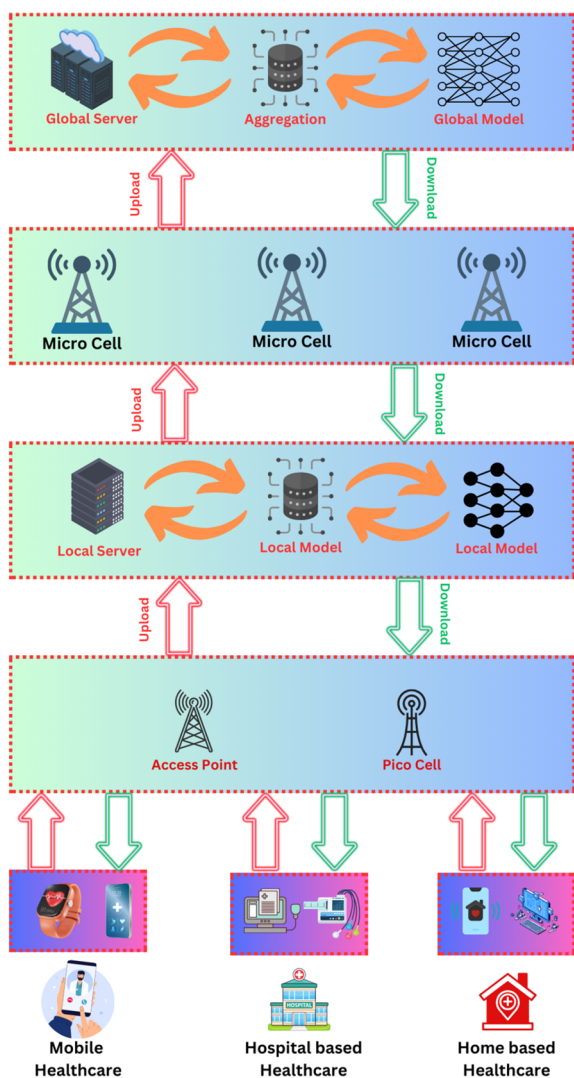 Global Server
Aggregation
Global Model
Upload
Download
Micro Cell
Micro Cell
Micro Cell
Upload
Download
Local Server
Local Model
Local Model
Upload
Download
Access Point
Pico Cell
HOSPITAL
Mobile
Healthcare
Hospital based
Healthcare
Home based
Healthcare